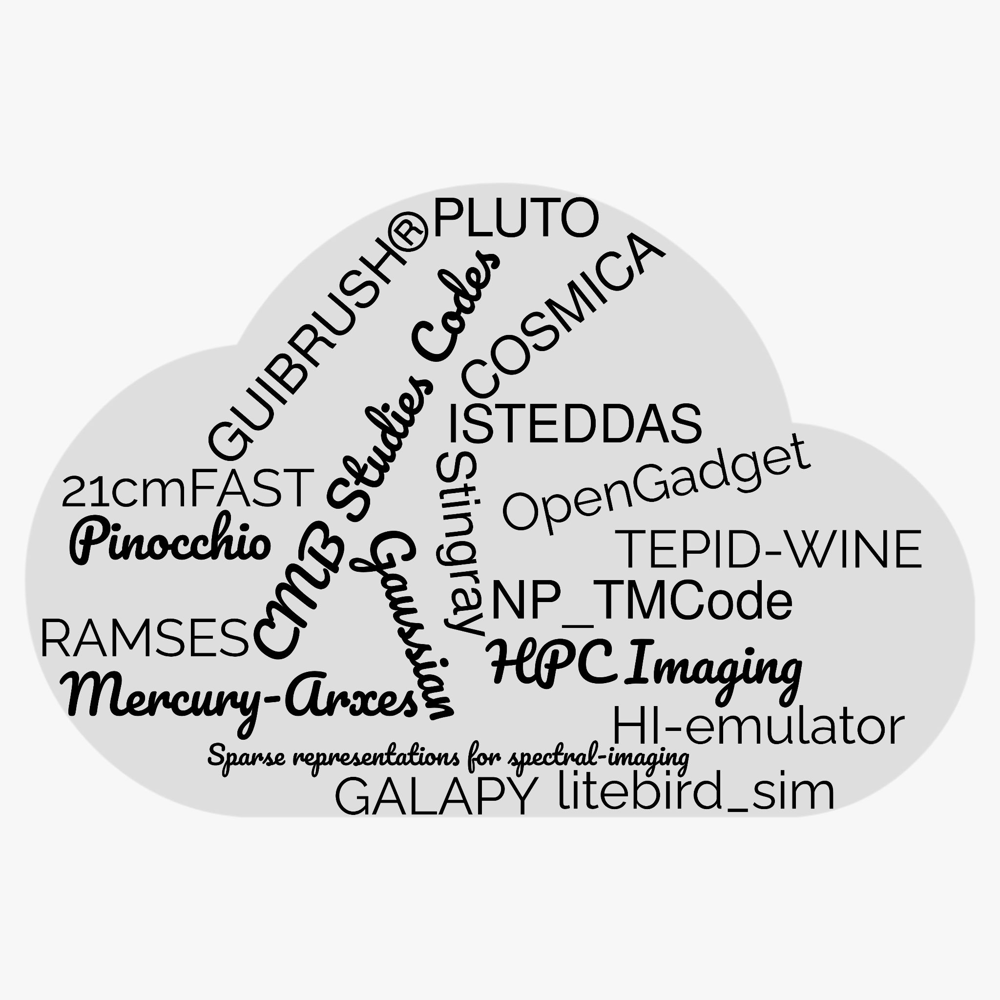 PLUTO
GUIBRUSH®
CMB Studies Codes
COSMICA
ISTEDDAS
OpenGadget
Stingray
21cmFAST
Pinocchio
TEPID-WINE
Gaussian
NP_TMCode
RAMSES
HPC Imaging
Mercury-Arxes
HI-emulator
Sparse representations for spectral-imaging
GALAPY
litebird_sim